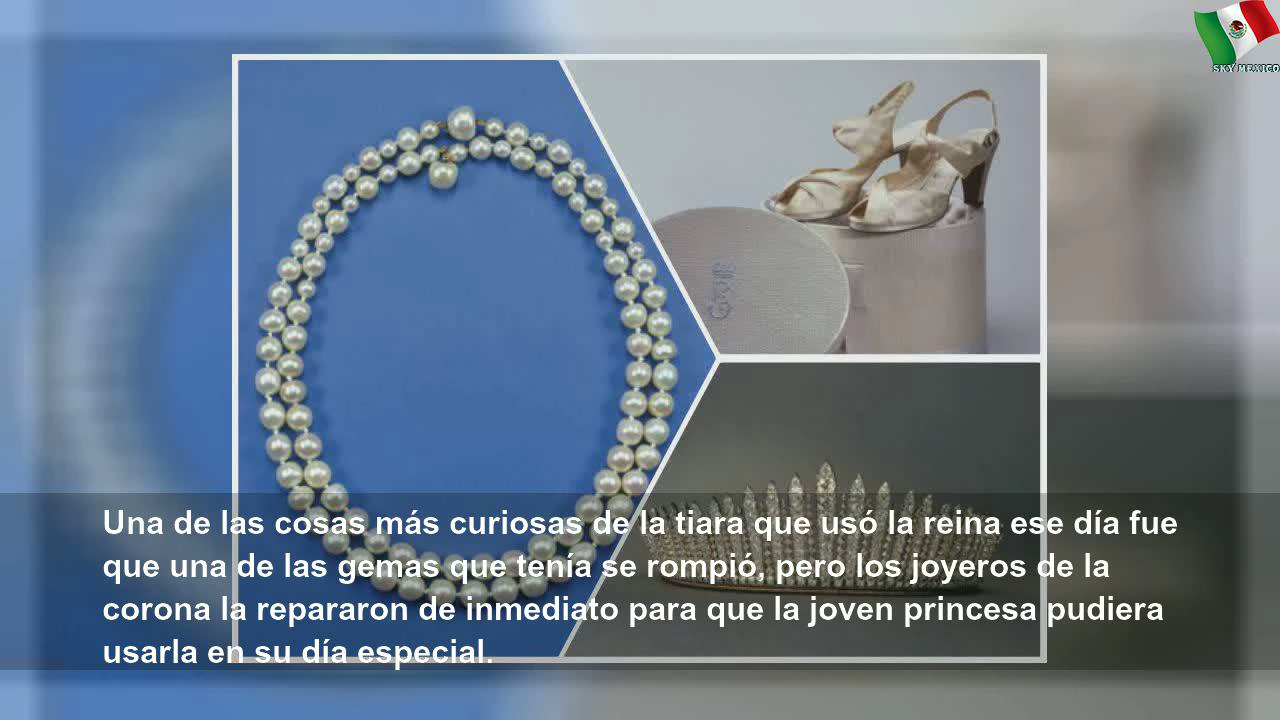 SKY MEXICO
Una de las cosas más curiosas de la tiara que usó la reina ese día fue
que una de las gemas que tenía se rompió, pero los joyeros de la
corona la repararon de inmediato para que la joven princesa pudiera
usarla en su día especial.